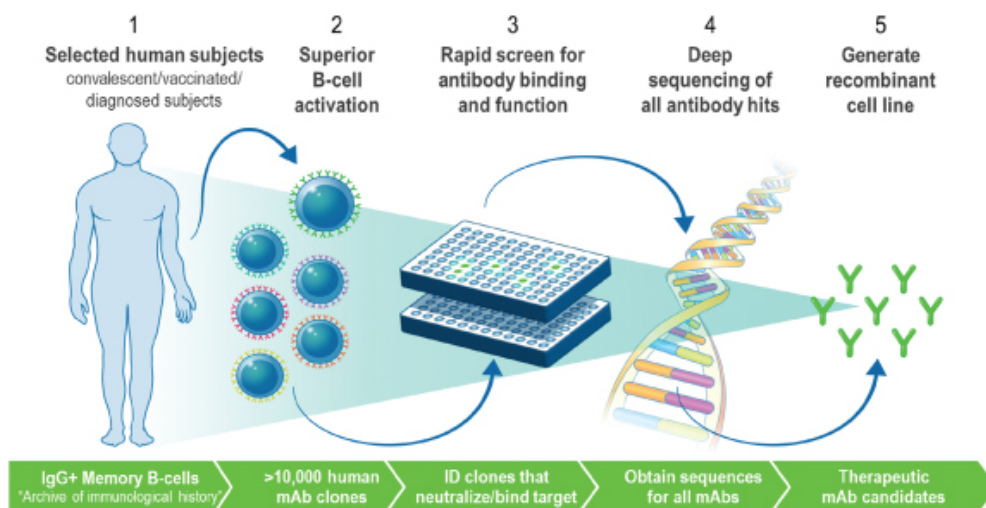 1
Selected human subjects
convalescent/vaccinated/
diagnosed subjects
2
Superior
B-cell
activation
3
Rapid screen for
antibody binding
and function
4
Deep
sequencing of
all antibody hits
5
Generate
recombinant
cell line
IgG+ Memory B-cells
"Archive of immunological history"
>10,000 human
mAb clones
ID clones that
neutralize/bind target
Obtain sequences
for all mAbs
Therapeutic
mAb candidates